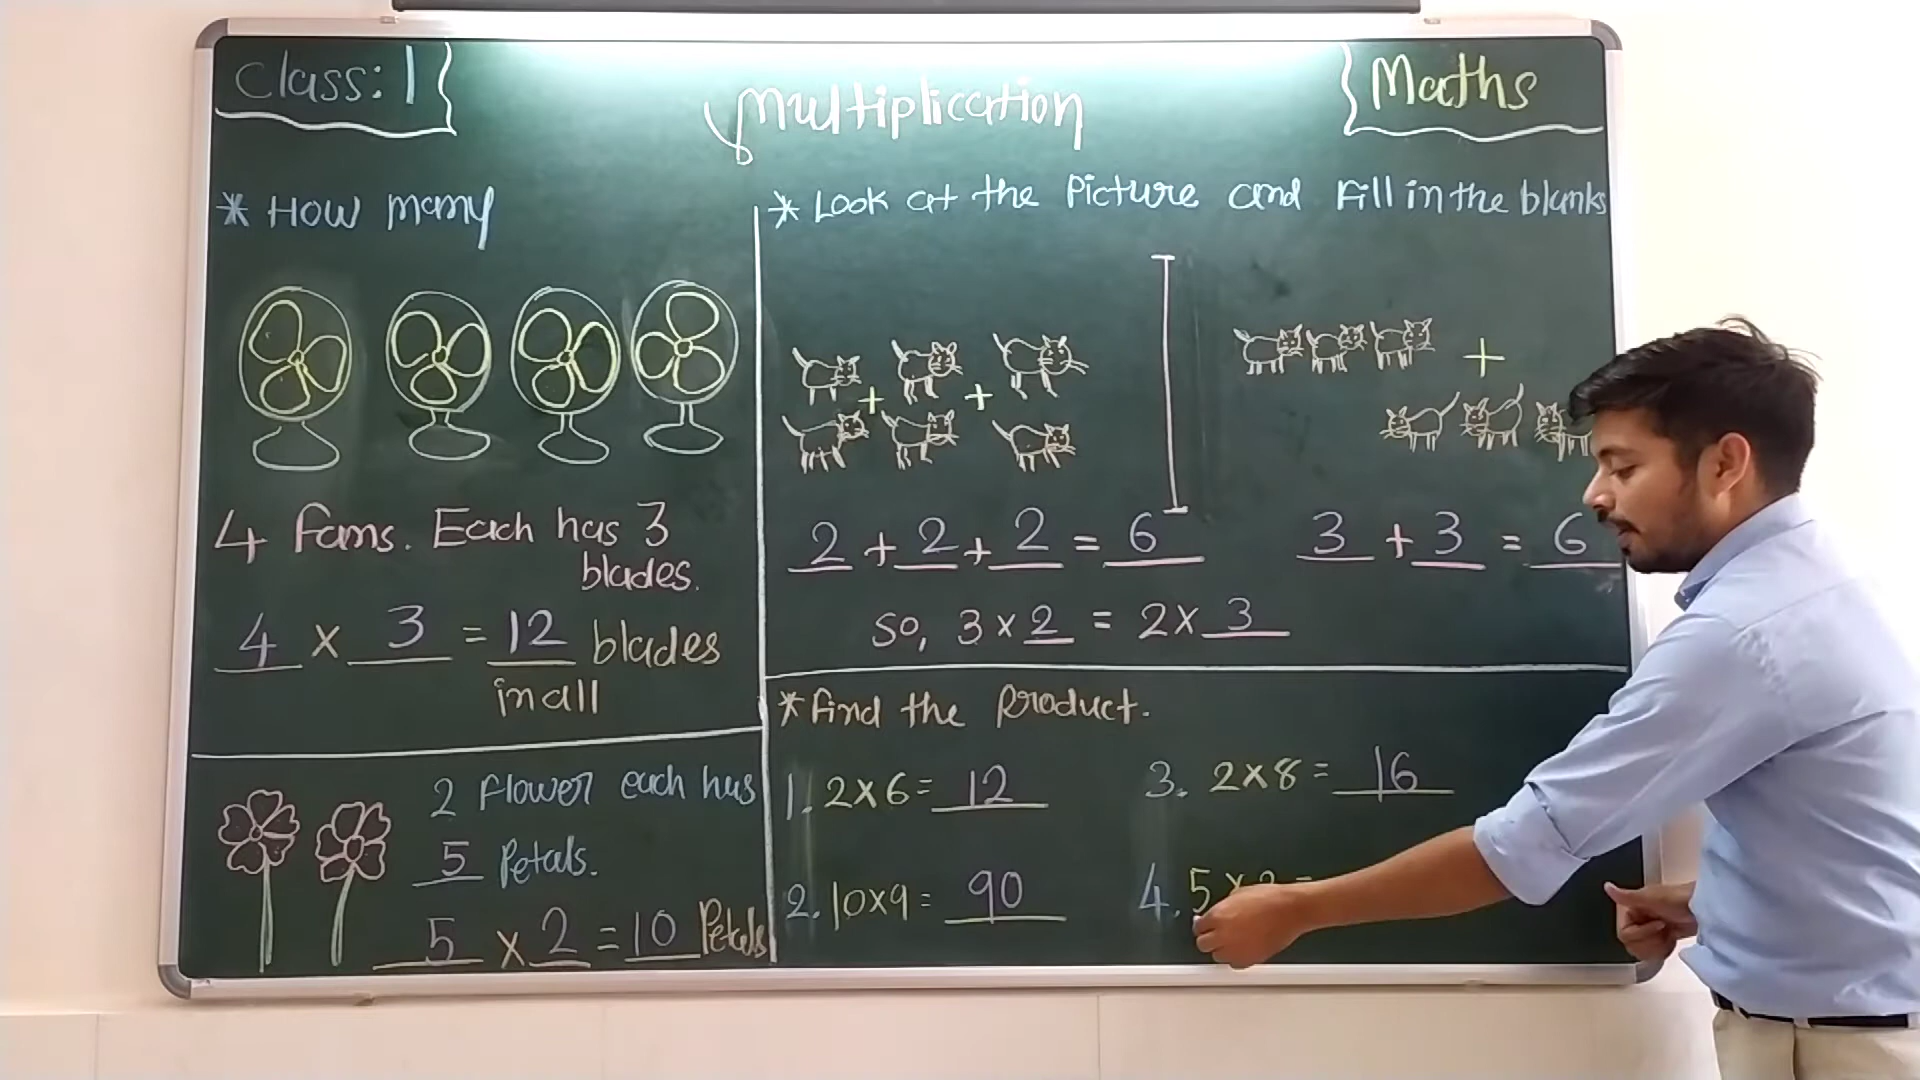 Class: 1
Multiplication
Maths
* How many
4 Fans. Each has 3
blades.
4 x 3 = 12 blades
in all
2 Flower each has
5 Petals.
5 x 2 = 10 Petals
* Look at the Picture and Fill in the blanks
+ +
+
2 + 2 + 2 = 6
3 + 3 = 6
so, 3 x 2 = 2 x 3
* Find the Product.
1. 2x6 = 12
2. 10x9 = 90
3. 2x8 = 16
4. 5 x